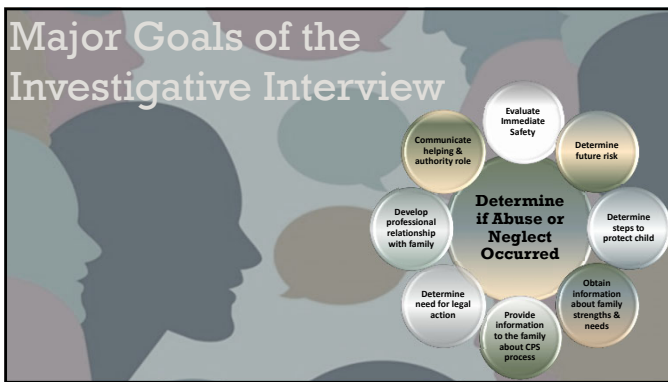 Major Goals of the
Investigative Interview
Evaluate
Immediate
Safety
Determine
future risk
Determine
steps to
protect child
Obtain
information
about family
strengths &
needs
Provide
information
to the family
about CPS
process
Determine
need for legal
action
Develop
professional
relationship
with family
Communicate
helping &
authority role
Determine
if Abuse or
Neglect
Occurred